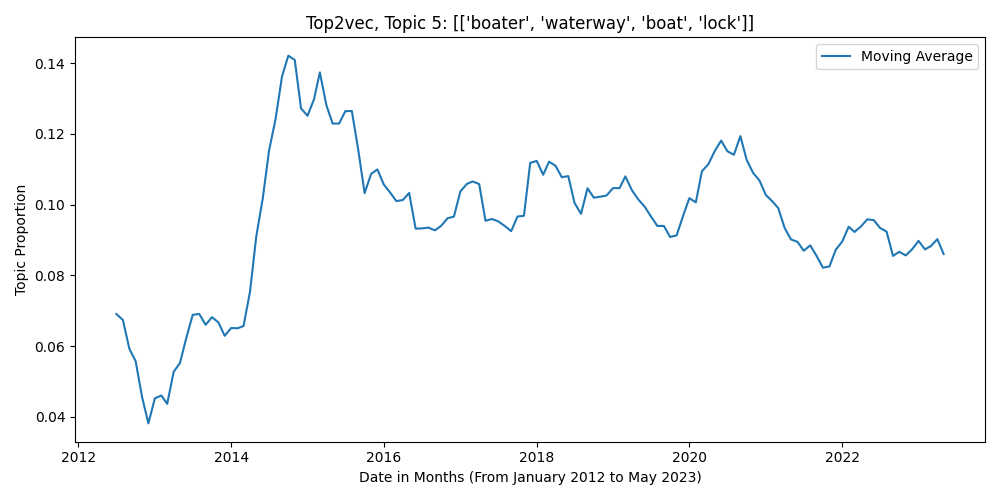 Top2vec, Topic 5: [['boater', 'waterway', 'boat', 'lock']]
Moving Average
Topic Proportion
0.14
0.12
0.10
0.08
0.06
0.04
2012 2014 2016 2018 2020 2022
Date in Months (From January 2012 to May 2023)